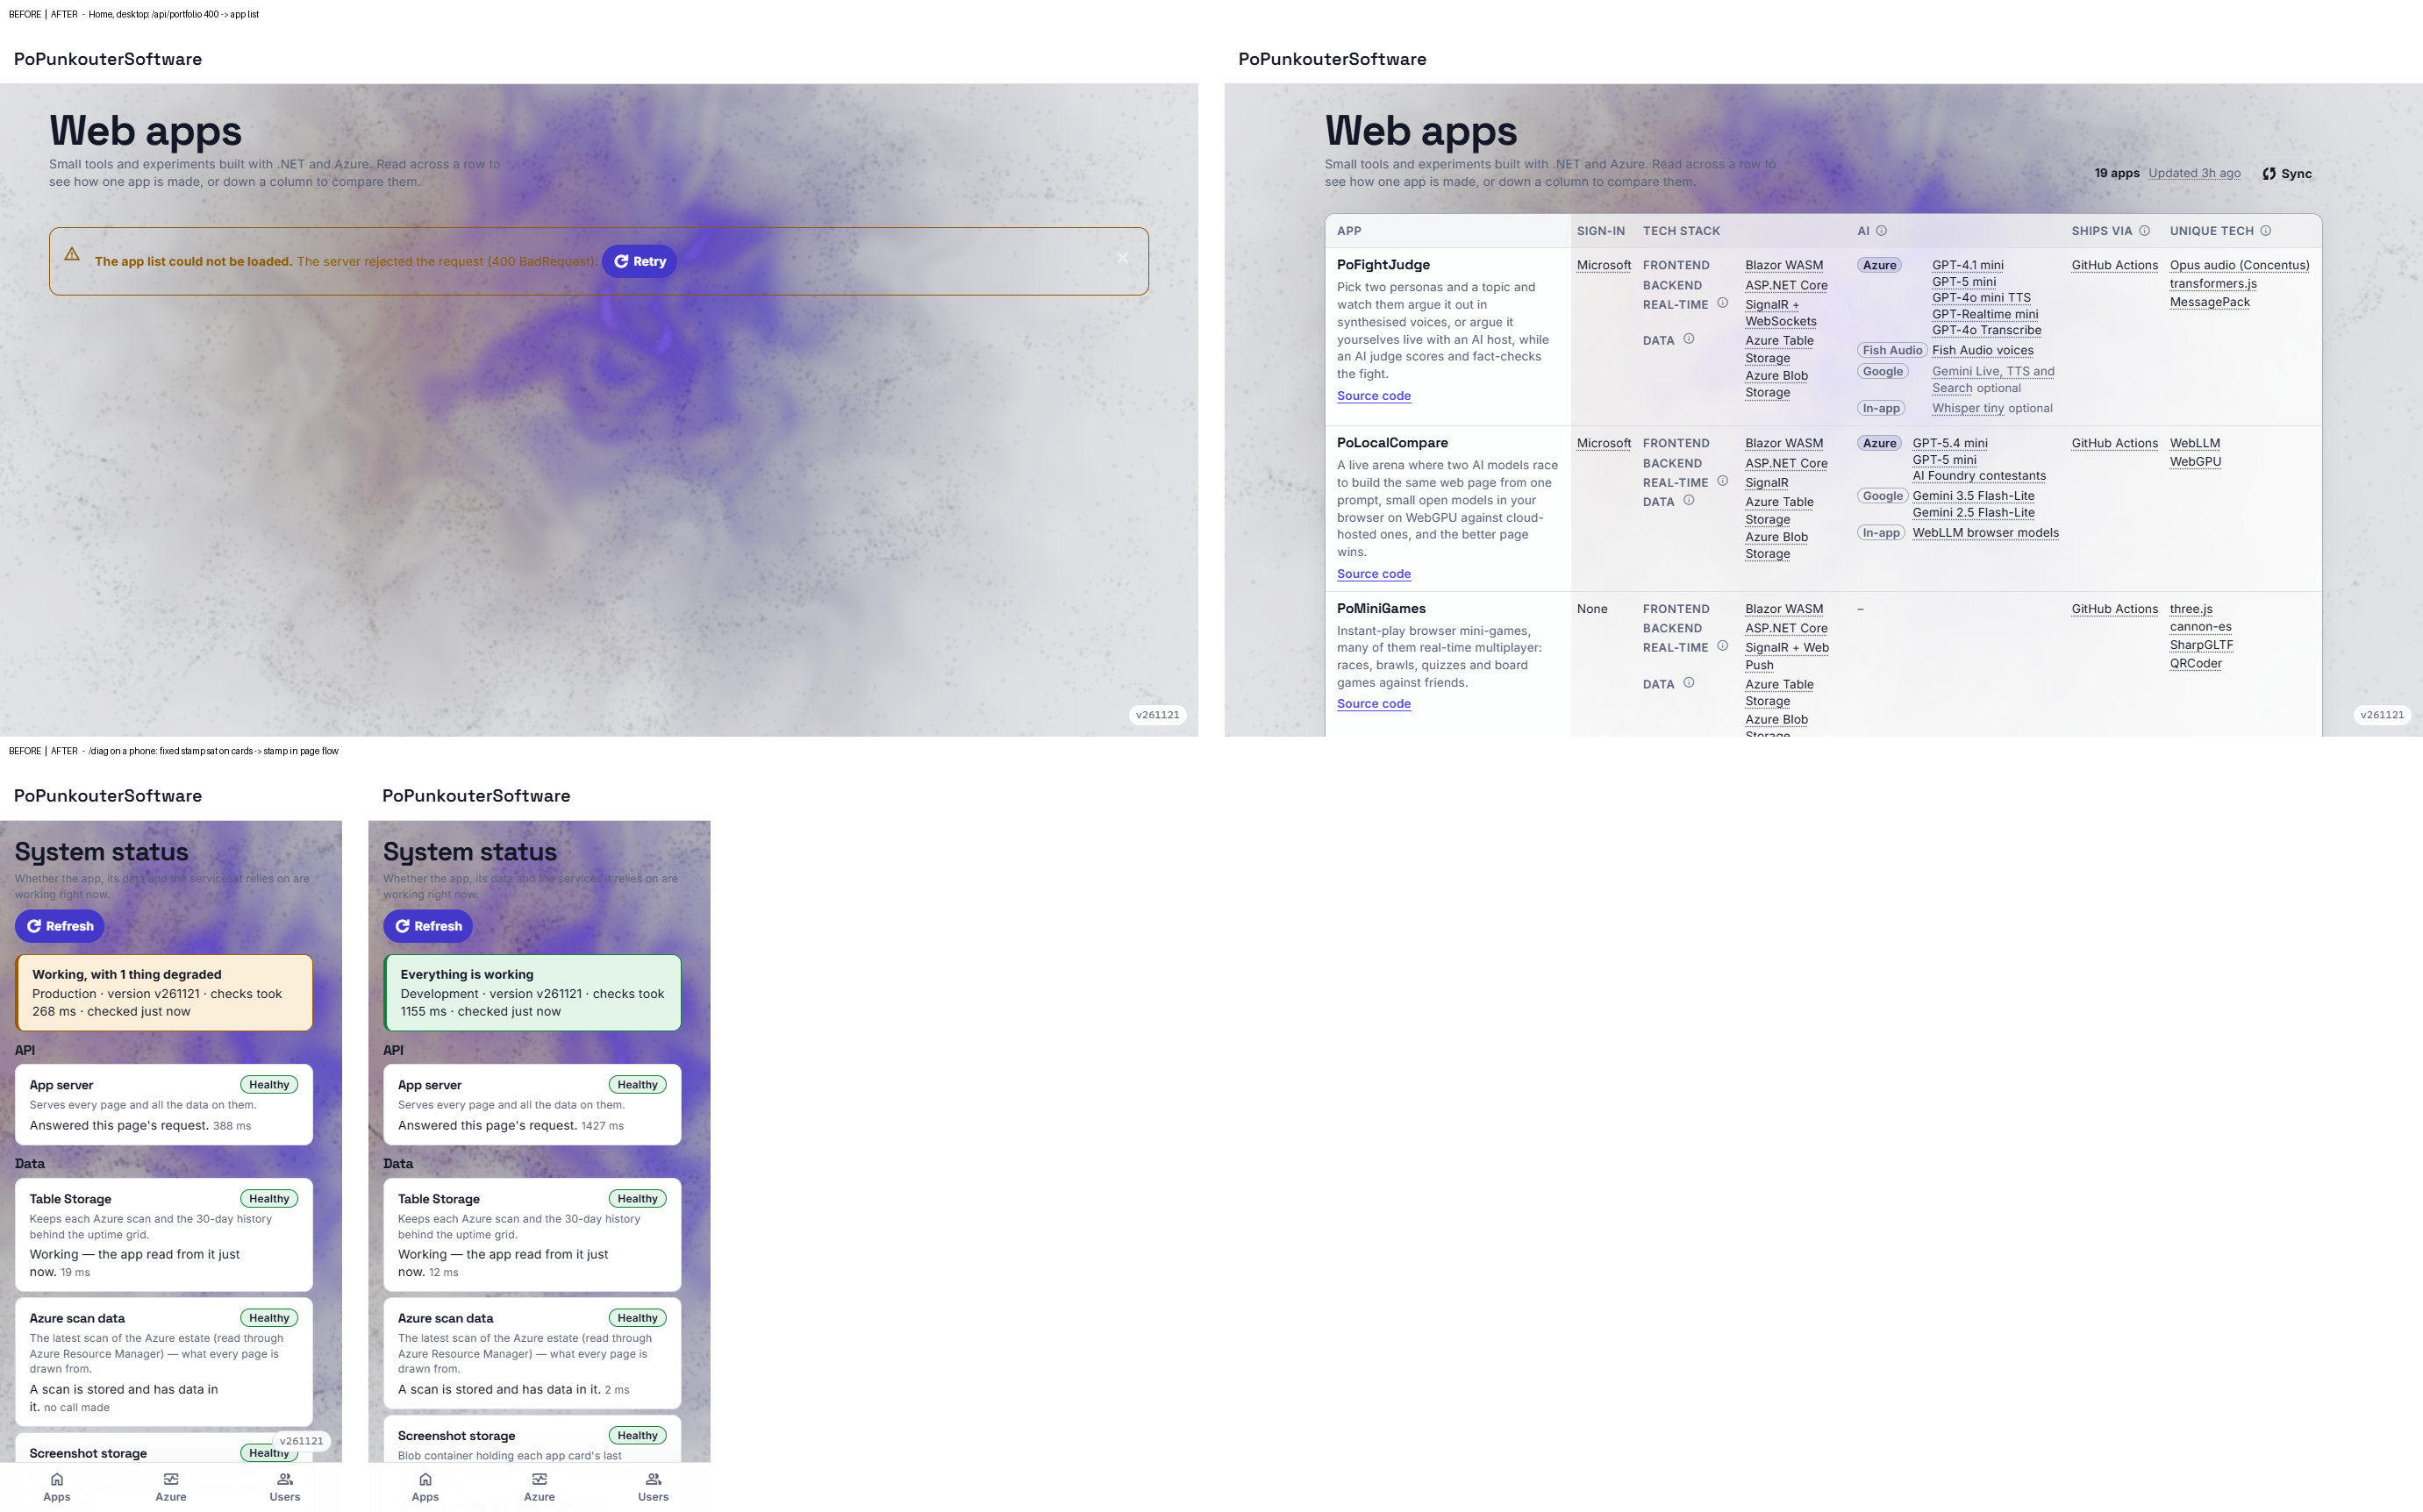 BEFORE | AFTER - Home, desktop: /api/portfolio 400 -> app list
PoPunkouterSoftware
Web apps
Small tools and experiments built with .NET and Azure. Read across a row to
see how one app is made, or down a column to compare them.
The app list could not be loaded. The server rejected the request (400 BadRequest). Retry
v261121
PoPunkouterSoftware
Web apps
Small tools and experiments built with .NET and Azure. Read across a row to
see how one app is made, or down a column to compare them.
19 apps Updated 3h ago Sync
APP SIGN-IN TECH STACK AI SHIPS VIA UNIQUE TECH
PoFightJudge
Pick two personas and a topic and
watch them argue it out in
synthesised voices, or argue it
yourselves live with an AI host, while
an AI judge scores and fact-checks
the fight.
Source code
Microsoft
FRONTEND Blazor WASM
BACKEND ASP.NET Core
REAL-TIME SignalR +
WebSockets
DATA Azure Table
Storage
Azure Blob
Storage
Azure GPT-4.1 mini
GPT-5 mini
GPT-4o mini TTS
GPT-Realtime mini
GPT-4o Transcribe
Fish Audio Fish Audio voices
Google Gemini Live, TTS and
Search optional
In-app Whisper tiny optional
GitHub Actions
Opus audio (Concentus)
transformers.js
MessagePack
PoLocalCompare
A live arena where two AI models race
to build the same web page from one
prompt, small open models in your
browser on WebGPU against cloud-
hosted ones, and the better page
wins.
Source code
Microsoft
FRONTEND Blazor WASM
BACKEND ASP.NET Core
REAL-TIME SignalR
DATA Azure Table
Storage
Azure Blob
Storage
Azure GPT-5.4 mini
GPT-5 mini
AI Foundry contestants
Google Gemini 3.5 Flash-Lite
Gemini 2.5 Flash-Lite
In-app WebLLM browser models
GitHub Actions
WebLLM
WebGPU
PoMiniGames
Instant-play browser mini-games,
many of them real-time multiplayer:
races, brawls, quizzes and board
games against friends.
Source code
None
FRONTEND Blazor WASM
BACKEND ASP.NET Core
REAL-TIME SignalR + Web
Push
DATA Azure Table
Storage
Azure Blob
Storage
–
GitHub Actions
three.js
cannon-es
SharpGLTF
QRCoder
v261121
BEFORE | AFTER - /diag on a phone: fixed stamp sat on cards -> stamp in page flow
PoPunkouterSoftware
System status
Whether the app, its data and the services it relies on are
working right now.
Refresh
Working, with 1 thing degraded
Production · version v261121 · checks took
268 ms · checked just now
API
App server Healthy
Serves every page and all the data on them.
Answered this page's request. 388 ms
Data
Table Storage Healthy
Keeps each Azure scan and the 30-day history
behind the uptime grid.
Working — the app read from it just
now. 19 ms
Azure scan data Healthy
The latest scan of the Azure estate (read through
Azure Resource Manager) — what every page is
drawn from.
A scan is stored and has data in
it. no call made
v261121
Screenshot storage Healthy
Apps Azure Users
PoPunkouterSoftware
System status
Whether the app, its data and the services it relies on are
working right now.
Refresh
Everything is working
Development · version v261121 · checks took
1155 ms · checked just now
API
App server Healthy
Serves every page and all the data on them.
Answered this page's request. 1427 ms
Data
Table Storage Healthy
Keeps each Azure scan and the 30-day history
behind the uptime grid.
Working — the app read from it just
now. 12 ms
Azure scan data Healthy
The latest scan of the Azure estate (read through
Azure Resource Manager) — what every page is
drawn from.
A scan is stored and has data in it. 2 ms
Screenshot storage Healthy
Blob container holding each app card's last
Apps Azure Users